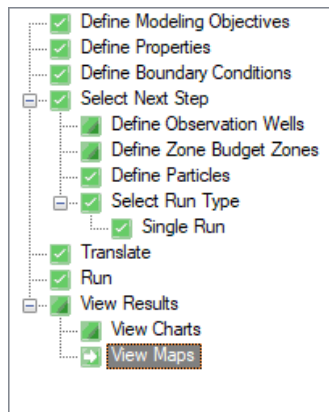 Define Modeling Objectives
Define Properties
Define Boundary Conditions
Select Next Step
Define Observation Wells
Define Zone Budget Zones
Define Particles
Select Run Type
Single Run
Translate
Run
View Results
View Charts
View Maps